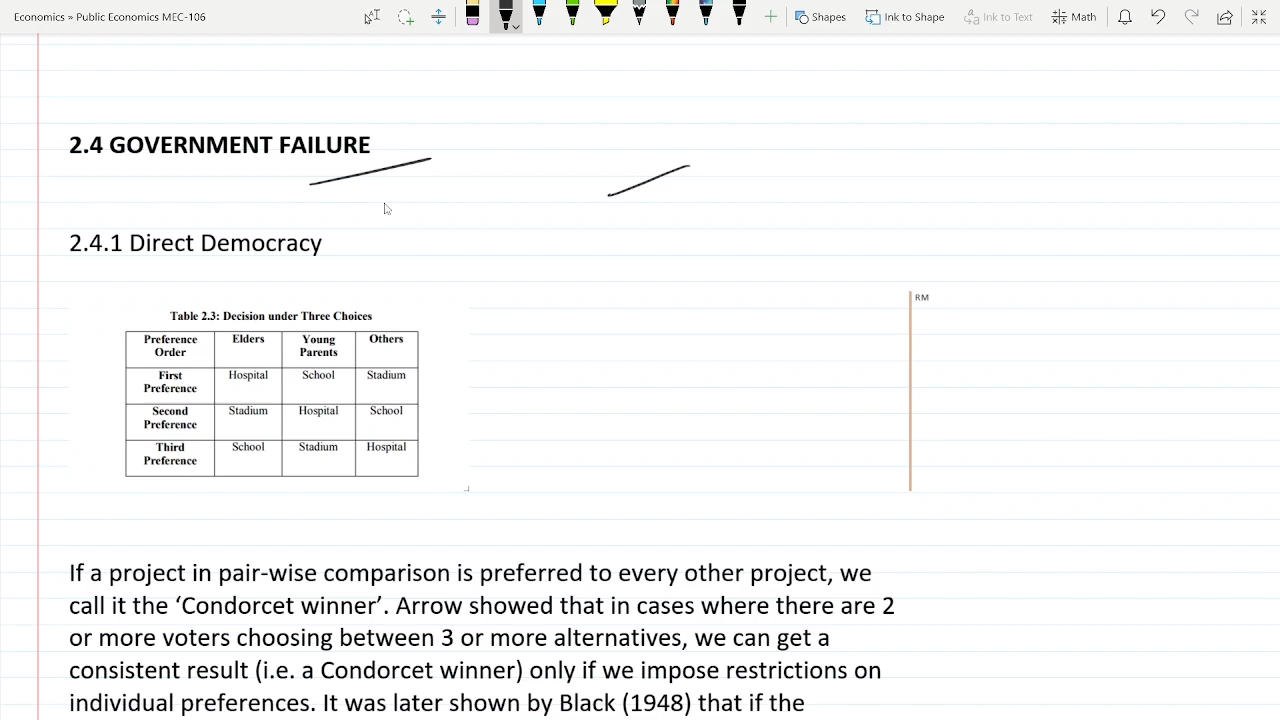 Economics » Public Economics MEC-106
Shapes
Ink to Shape
Ink to Text
Math
2.4 GOVERNMENT FAILURE
2.4.1 Direct Democracy
RM
Table 2.3: Decision under Three Choices
Preference Order Elders Young Parents Others
First Preference Hospital School Stadium
Second Preference Stadium Hospital School
Third Preference School Stadium Hospital
If a project in pair-wise comparison is preferred to every other project, we
call it the ‘Condorcet winner’. Arrow showed that in cases where there are 2
or more voters choosing between 3 or more alternatives, we can get a
consistent result (i.e. a Condorcet winner) only if we impose restrictions on
individual preferences. It was later shown by Black (1948) that if the